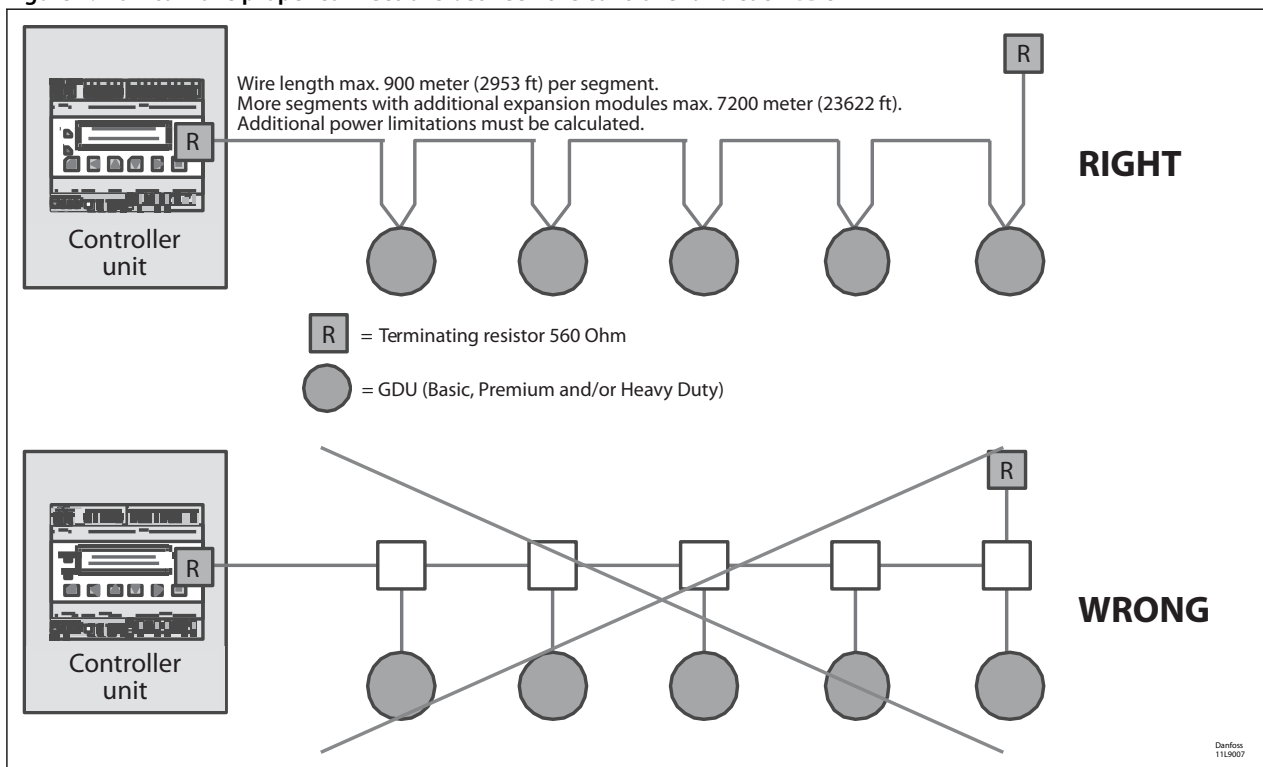 Wire length max. 900 meter (2953 ft) per segment.
More segments with additional expansion modules max. 7200 meter (23622 ft).
Additional power limitations must be calculated.
R
R
RIGHT
Controller
unit
R
= Terminating resistor 560 Ohm
= GDU (Basic, Premium and/or Heavy Duty)
R
R
WRONG
Controller
unit
Danfoss
11L9007